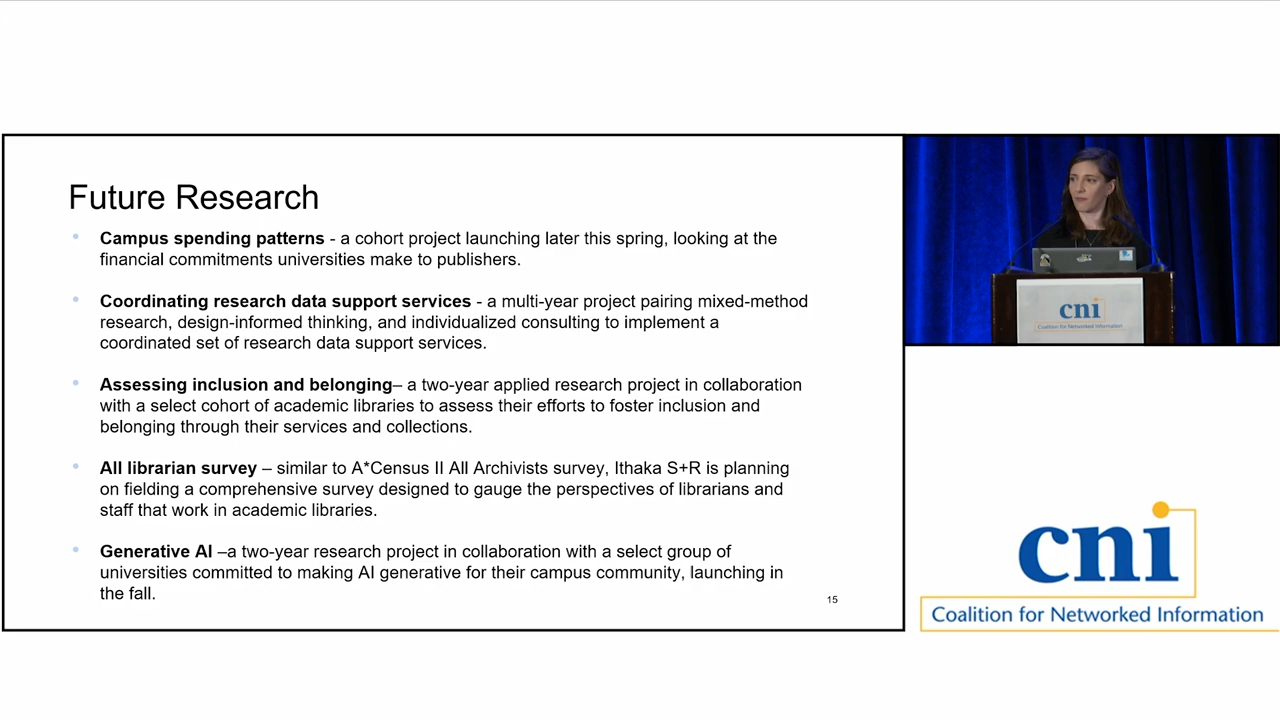 Future Research
Campus spending patterns - a cohort project launching later this spring, looking at the
financial commitments universities make to publishers.
Coordinating research data support services - a multi-year project pairing mixed-method
research, design-informed thinking, and individualized consulting to implement a
coordinated set of research data support services.
Assessing inclusion and belonging– a two-year applied research project in collaboration
with a select cohort of academic libraries to assess their efforts to foster inclusion and
belonging through their services and collections.
All librarian survey – similar to A*Census II All Archivists survey, Ithaka S+R is planning
on fielding a comprehensive survey designed to gauge the perspectives of librarians and
staff that work in academic libraries.
Generative AI –a two-year research project in collaboration with a select group of
universities committed to making AI generative for their campus community, launching in
the fall.
15
cni
Coalition for Networked Information
cni
Coalition for Networked Information